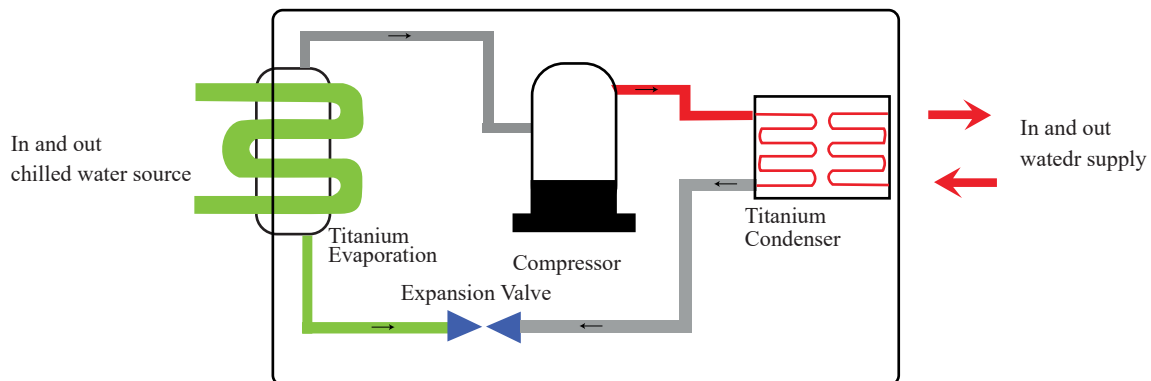 In and out
chilled water source
Titanium
Evaporation
Compressor
Expansion Valve
Titanium
Condenser
In and out
watedr supply